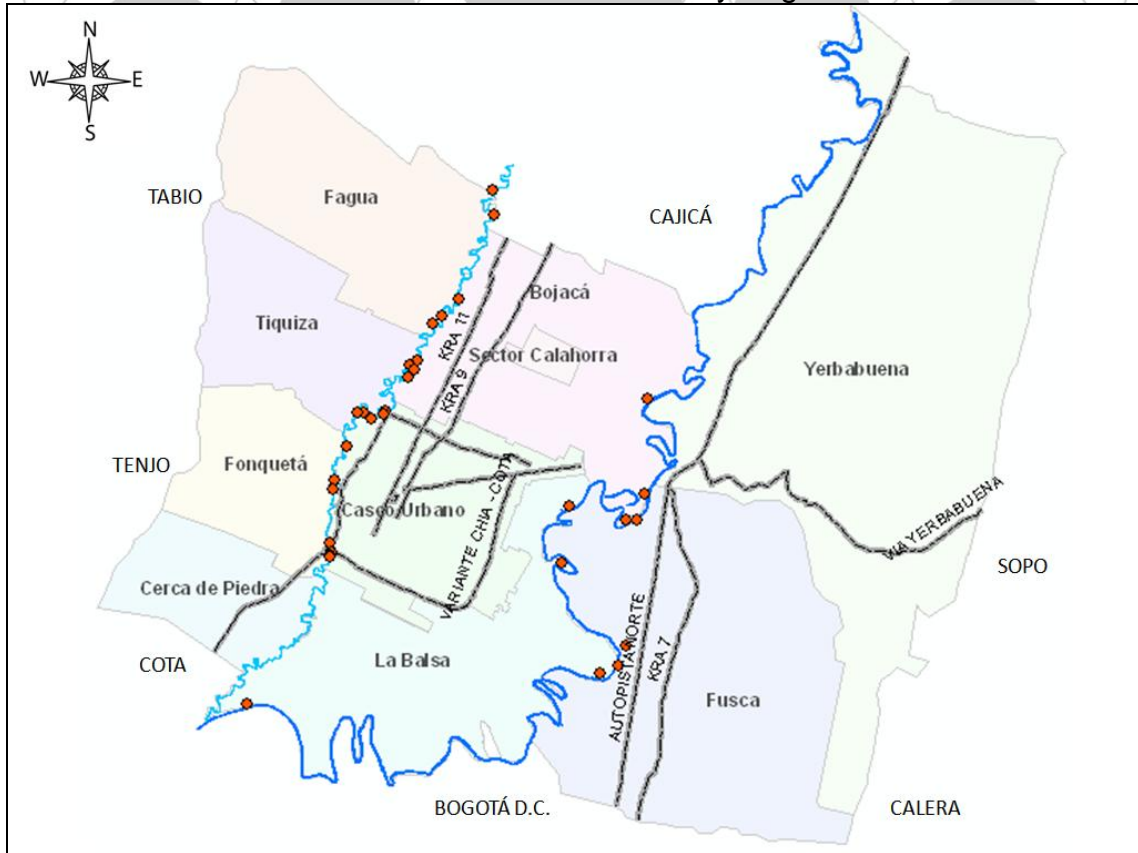 N
W E
S
TABIO
Fagua
CAJICÁ
Bojacá
Tiquiza
KRA 11
Sector Calahorra
Yerbabuena
KRA 9
TENJO
Fonquetá
Casco Urbano
VARIANTE CHIA - COTA
VIA YERBABUENA
SOPO
Cerca de Piedra
COTA
La Balsa
AUTOPISTA NORTE
KRA 7
Fusca
BOGOTÁ D.C.
CALERA